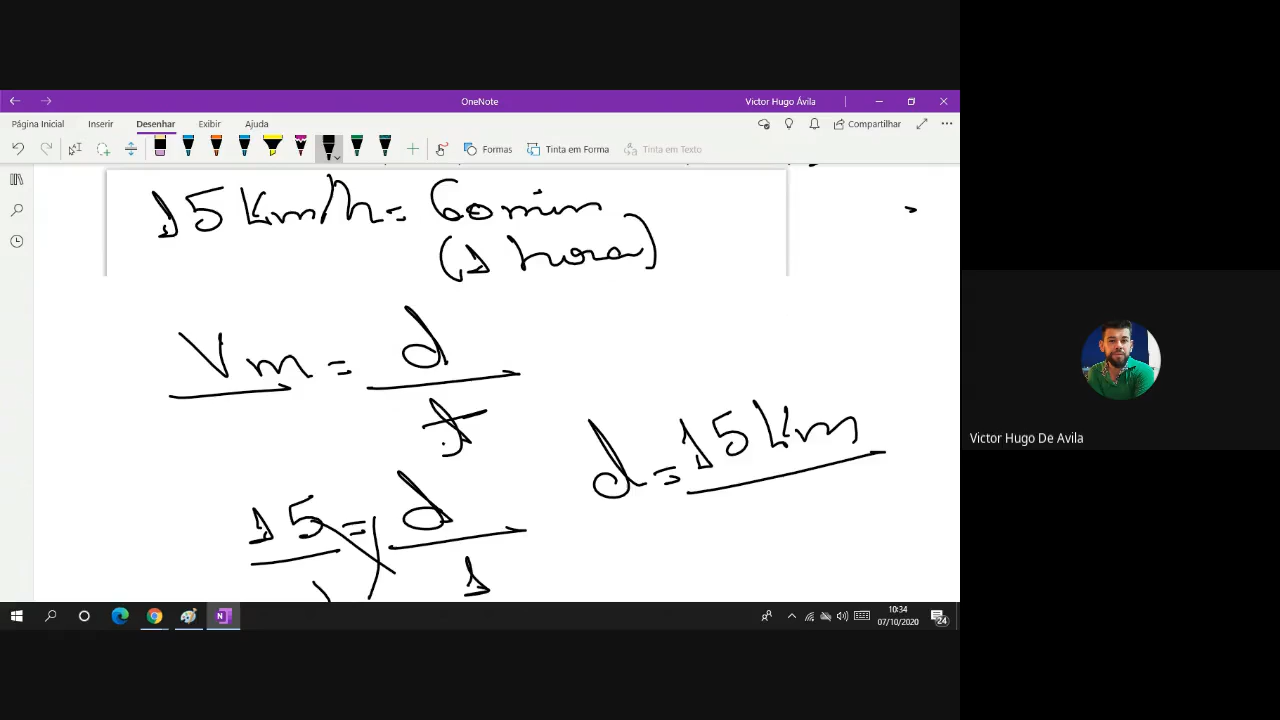 OneNote
Victor Hugo Ávila
Página Inicial Inserir Desenhar Exibir Ajuda
Compartilhar
Formas Tinta em Forma Tinta em Texto
15 Km/h = 60 min
(1 hora)
Vm = d
t
d = 15 Km
15 = d
1 1
Victor Hugo De Avila
10:34
07/10/2020
24